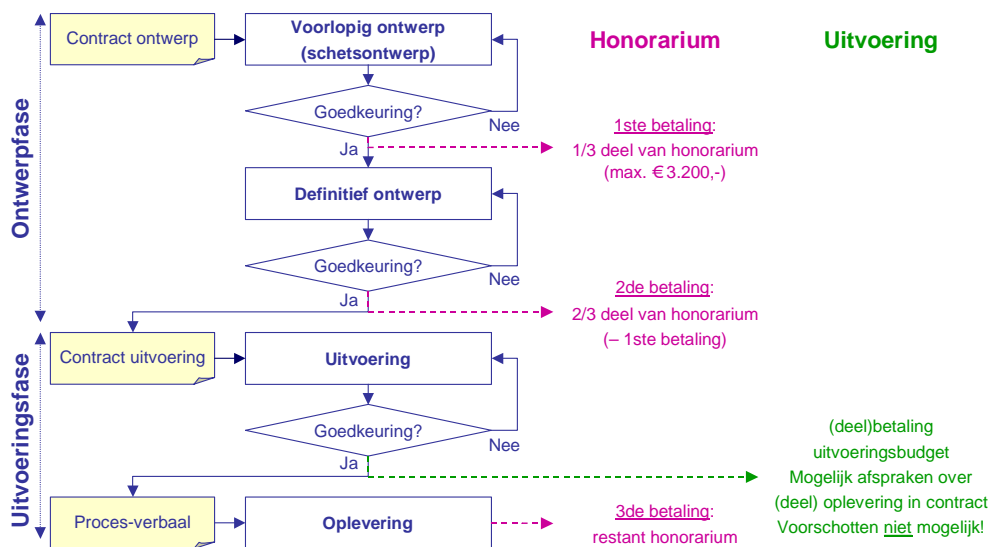 Contract ontwerp
Voorlopig ontwerp
(schetsontwerp)
Honorarium
Uitvoering
Ontwerpfase
Goedkeuring?
Nee
Ja
1ste betaling:
1/3 deel van honorarium
(max. € 3.200,-)
Definitief ontwerp
Goedkeuring?
Nee
Ja
2de betaling:
2/3 deel van honorarium
(– 1ste betaling)
Uitvoeringsfase
Contract uitvoering
Uitvoering
Goedkeuring?
Nee
Ja
(deel)betaling
uitvoeringsbudget
Mogelijk afspraken over
(deel) oplevering in contract
Voorschotten niet mogelijk!
Proces-verbaal
Oplevering
3de betaling:
restant honorarium